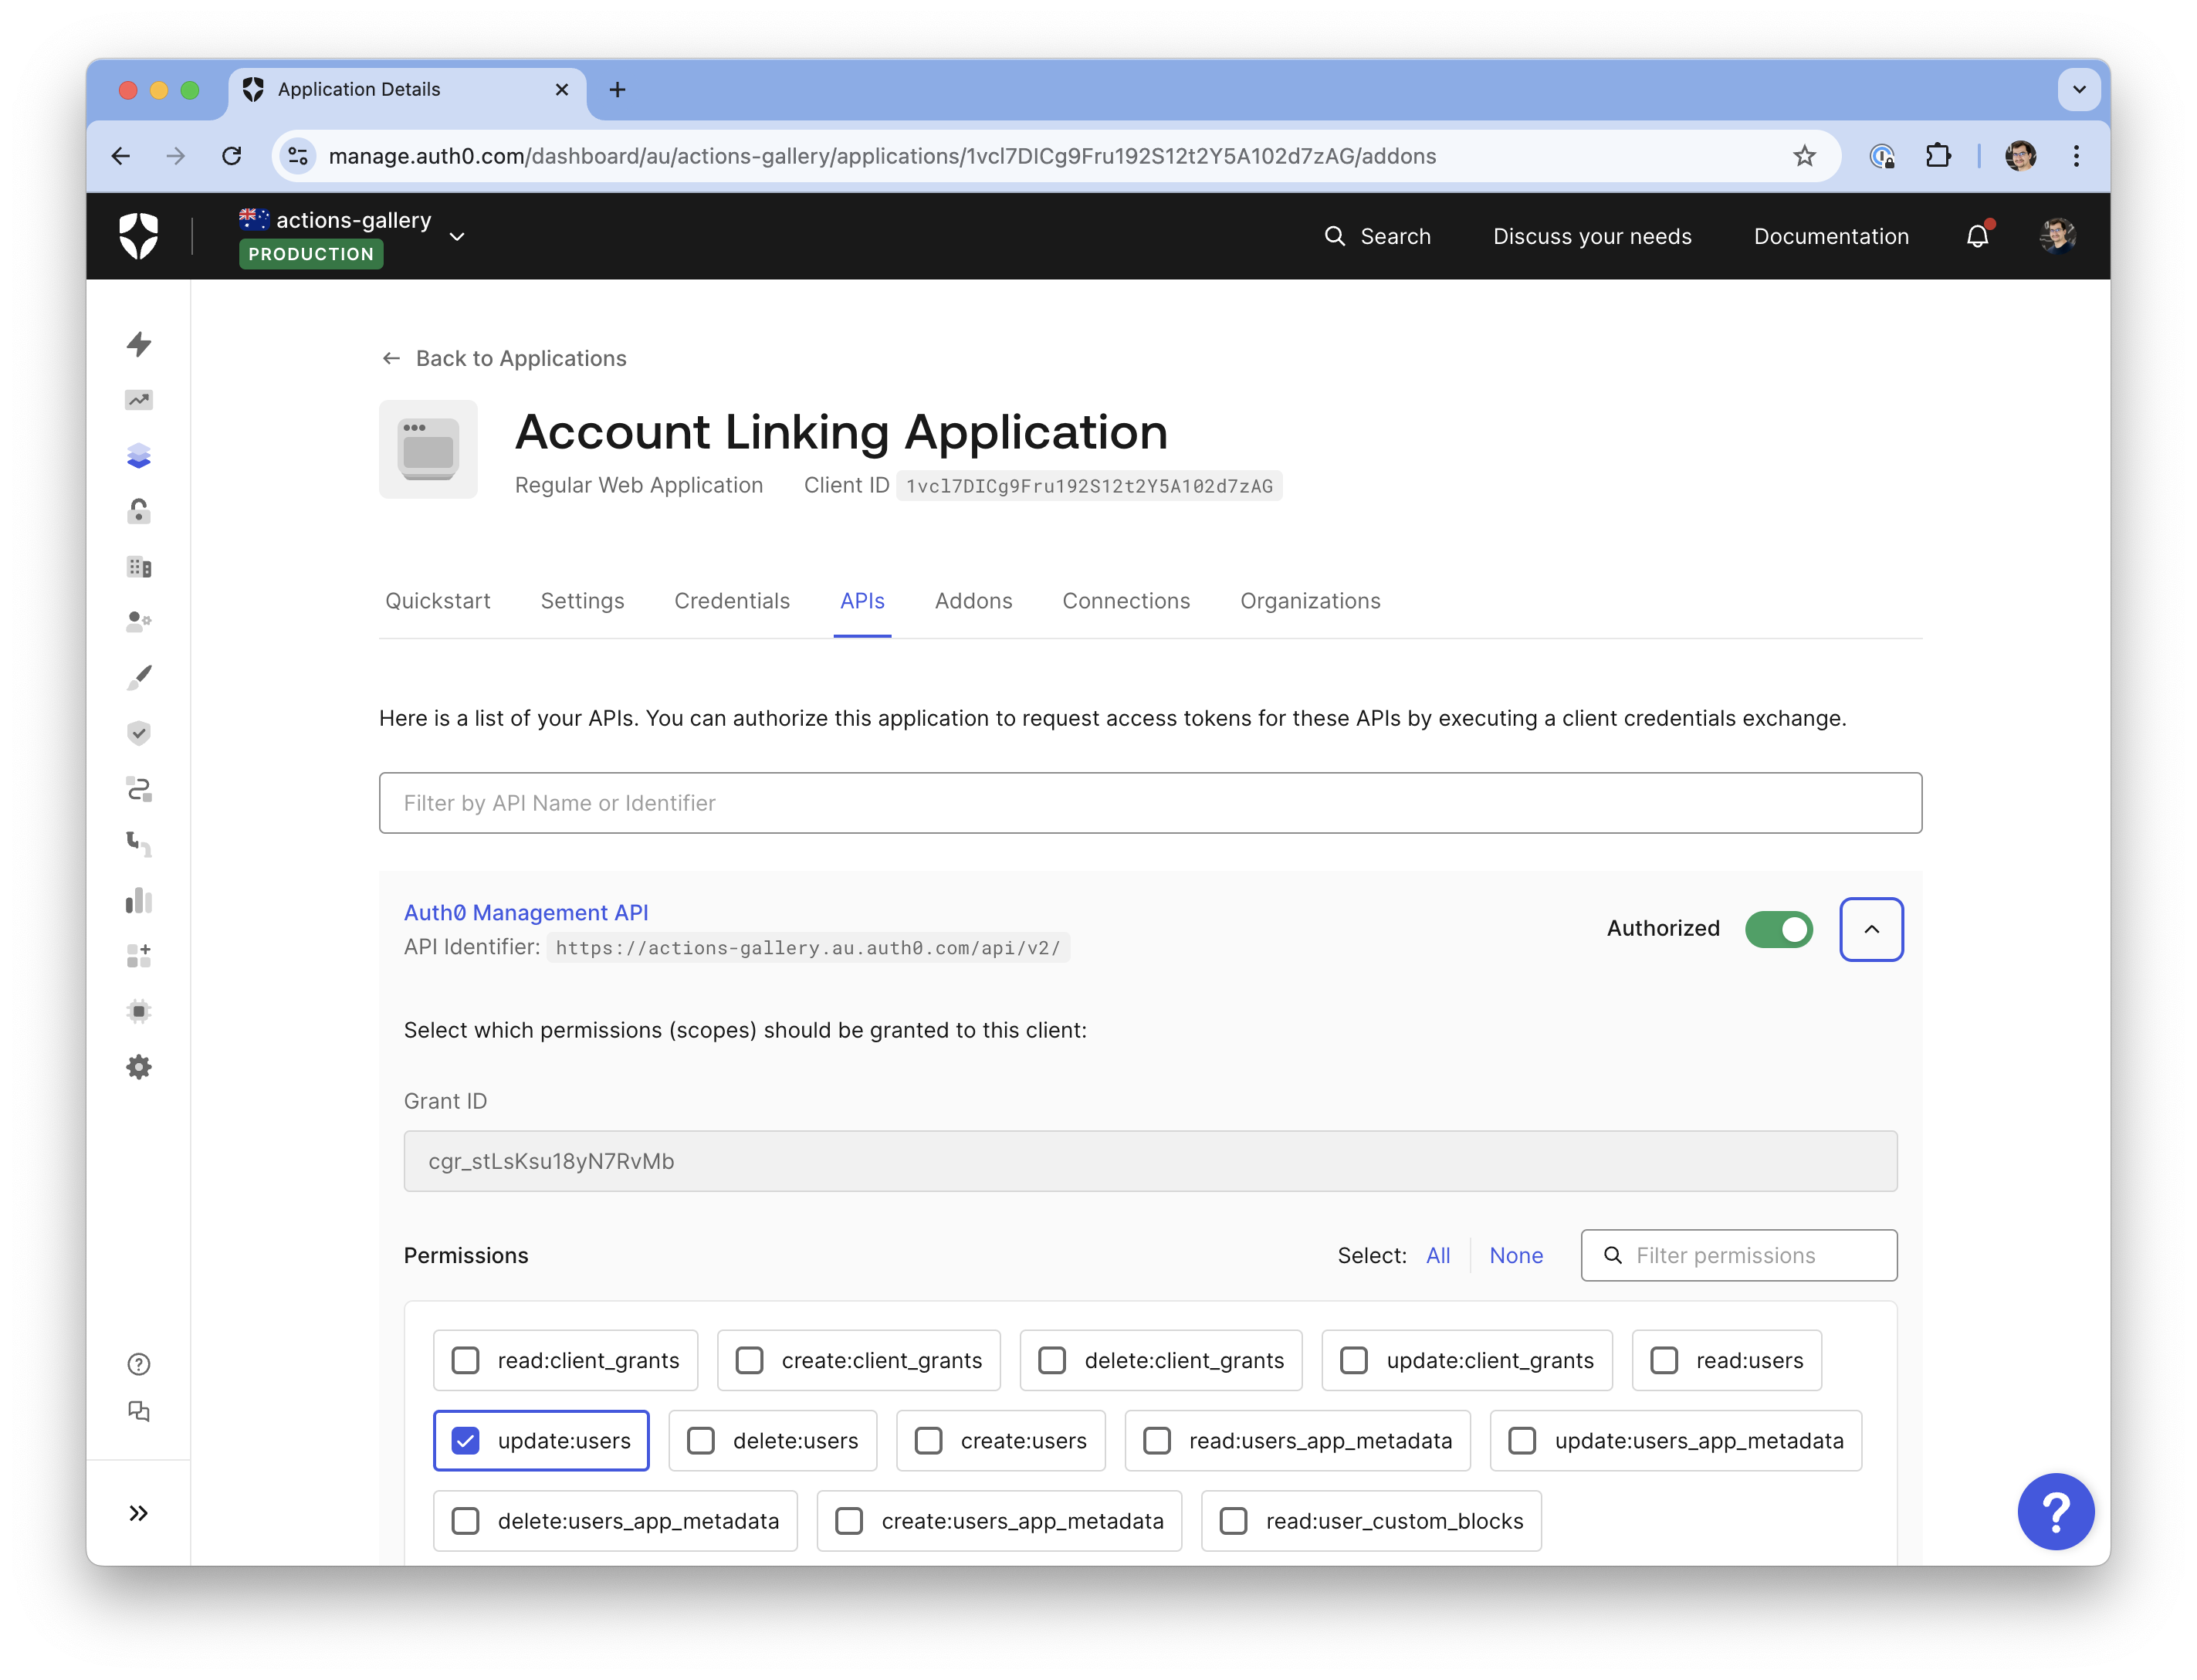 Application Details
manage.auth0.com/dashboard/au/actions-gallery/applications/1vcl7DICg9Fru192S12t2Y5A102d7zAG/addons
actions-gallery
PRODUCTION
Search
Discuss your needs
Documentation
Back to Applications
Account Linking Application
Regular Web Application
Client ID 1vcl7DICg9Fru192S12t2Y5A102d7zAG
Quickstart
Settings
Credentials
APIs
Addons
Connections
Organizations
Here is a list of your APIs. You can authorize this application to request access tokens for these APIs by executing a client credentials exchange.
Filter by API Name or Identifier
Auth0 Management API
Authorized
API Identifier: https://actions-gallery.au.auth0.com/api/v2/
Select which permissions (scopes) should be granted to this client:
Grant ID
cgr_stLsKsu18yN7RvMb
Permissions
Select: All None
Filter permissions
read:client_grants
create:client_grants
delete:client_grants
update:client_grants
read:users
update:users
delete:users
create:users
read:users_app_metadata
update:users_app_metadata
delete:users_app_metadata
create:users_app_metadata
read:user_custom_blocks